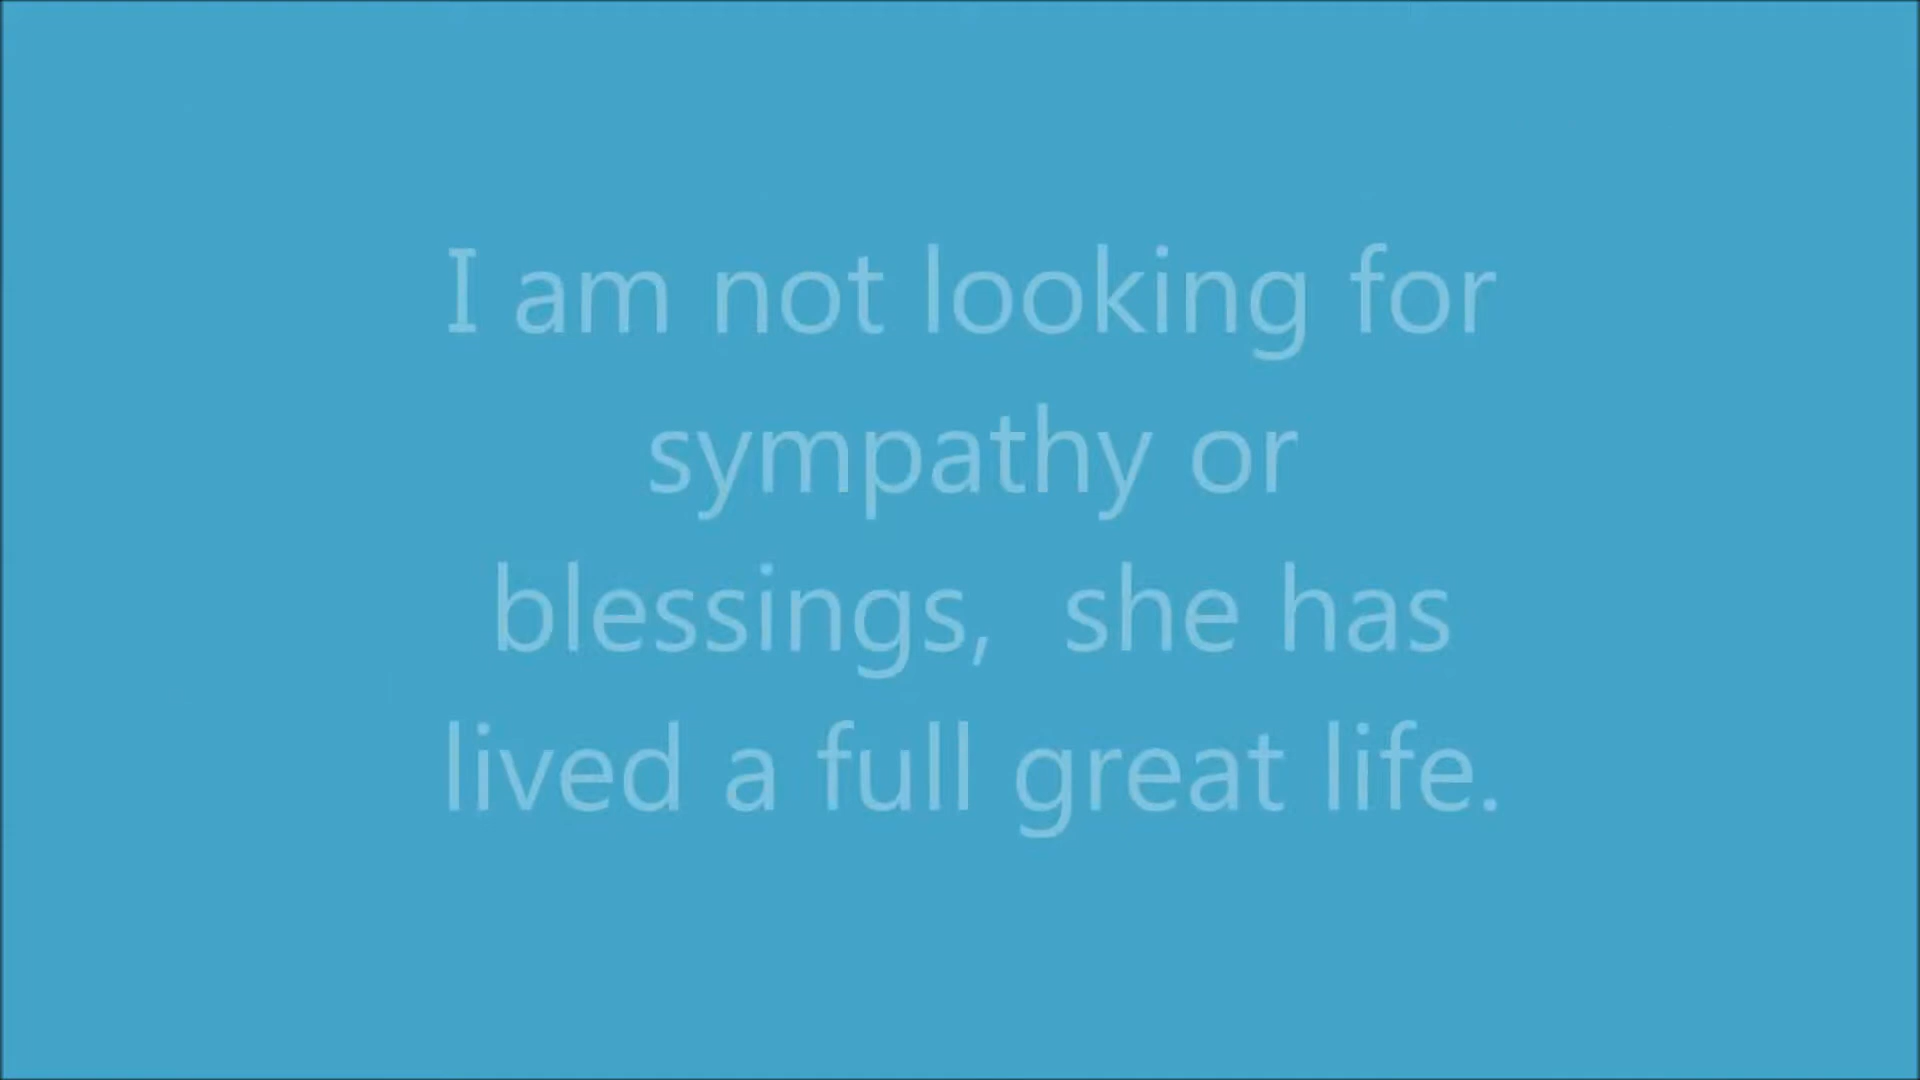 I am not looking for
sympathy or
blessings,  she has
lived a full great life.